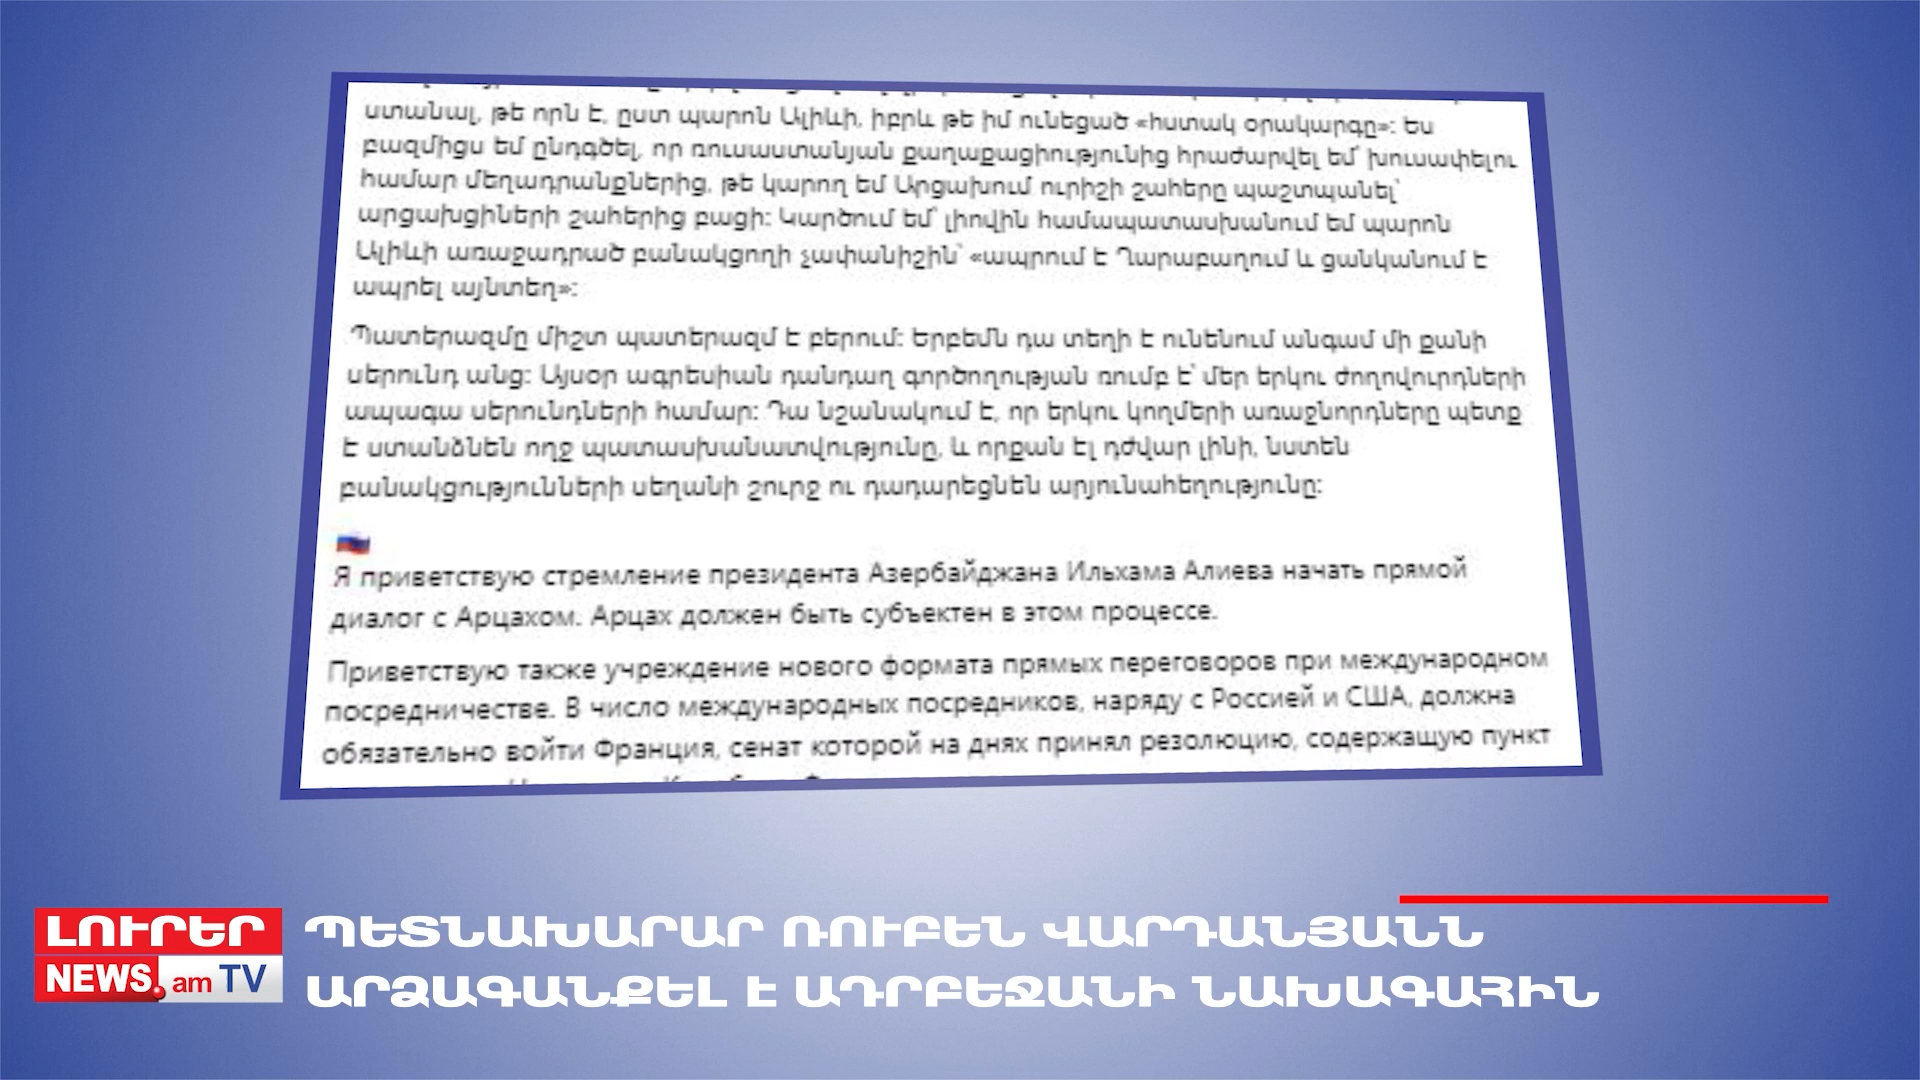 ստանալ, թե որն է, ըստ պարոն Ալիևի, իբրև թե իմ ունեցած «հստակ օրակարգը»: Ես
բազմիցս եմ ընդգծել, որ ռուսաստանյան քաղաքացիությունից հրաժարվել եմ՝ խուսափելու
համար մեղադրանքներից, թե կարող եմ Արցախում ուրիշի շահերը պաշտպանել՝
արցախցիների շահերից բացի: Կարծում եմ՝ լիովին համապատասխանում եմ պարոն
Ալիևի առաջադրած բանակցողի չափանիշին՝ «ապրում է Ղարաբաղում և ցանկանում է
ապրել այնտեղ»:
Պատերազմը միշտ պատերազմ է բերում: Երբեմն դա տեղի է ունենում անգամ մի քանի
սերունդ անց: Այսօր ագրեսիան դանդաղ գործողության ռումբ է՝ մեր երկու ժողովուրդների
ապագա սերունդների համար: Դա նշանակում է, որ երկու կողմերի առաջնորդները պետք
է ստանձնեն ողջ պատասխանատվությունը, և որքան էլ դժվար լինի, նստեն
բանակցությունների սեղանի շուրջ ու դադարեցնեն արյունահեղությունը:
Я приветствую стремление президента Азербайджана Ильхама Алиева начать прямой
диалог с Арцахом. Арцах должен быть субъектен в этом процессе.
Приветствую также учреждение нового формата прямых переговоров при международном
посредничестве. В число международных посредников, наряду с Россией и США, должна
обязательно войти Франция, сенат которой на днях принял резолюцию, содержащую пункт
ԼՈՒՐԵՐ
NEWS.am TV
ՊԵՏՆԱԽԱՐԱՐ ՌՈՒԲԵՆ ՎԱՐԴԱՆՅԱՆՆ
ԱՐՁԱԳԱՆՔԵԼ Է ԱԴՐԲԵՋԱՆԻ ՆԱԽԱԳԱՀԻՆ